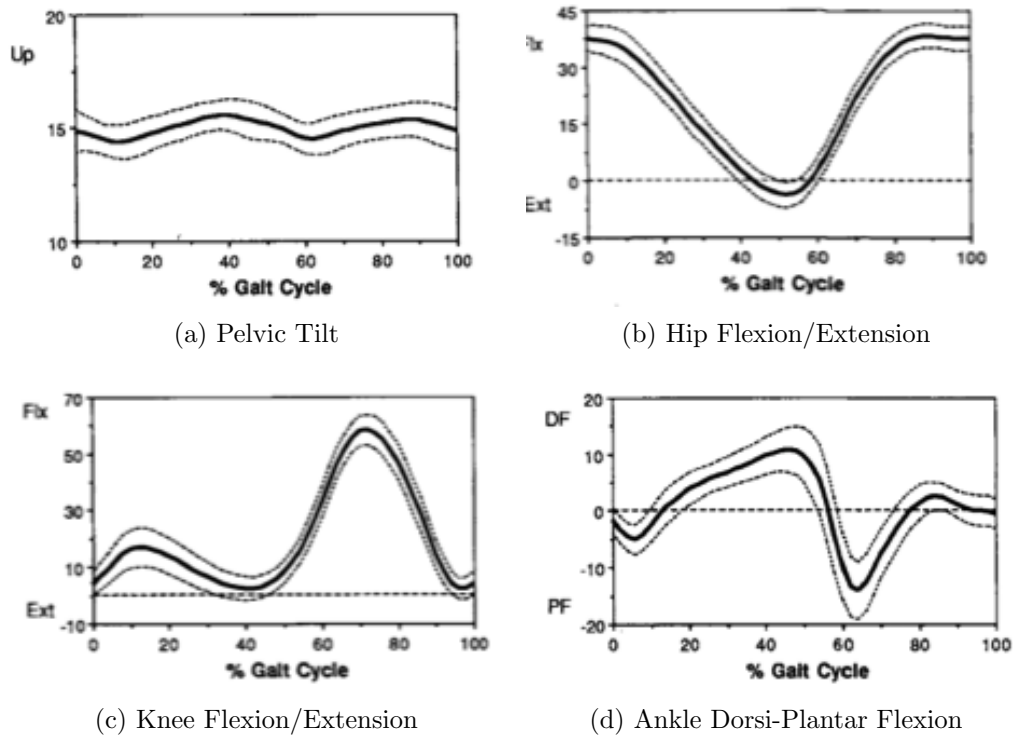 20
Up
15
10
0 20 40 60 80 100
% Gait Cycle
(a) Pelvic Tilt
45
Flx
30
15
0
Ext
-15
0 20 40 60 80 100
% Gait Cycle
(b) Hip Flexion/Extension
70
Flx
50
30
10
Ext
-10
0 20 40 60 80 100
% Gait Cycle
(c) Knee Flexion/Extension
20
DF
10
0
-10
PF
-20
0 20 40 60 80 100
% Gait Cycle
(d) Ankle Dorsi-Plantar Flexion